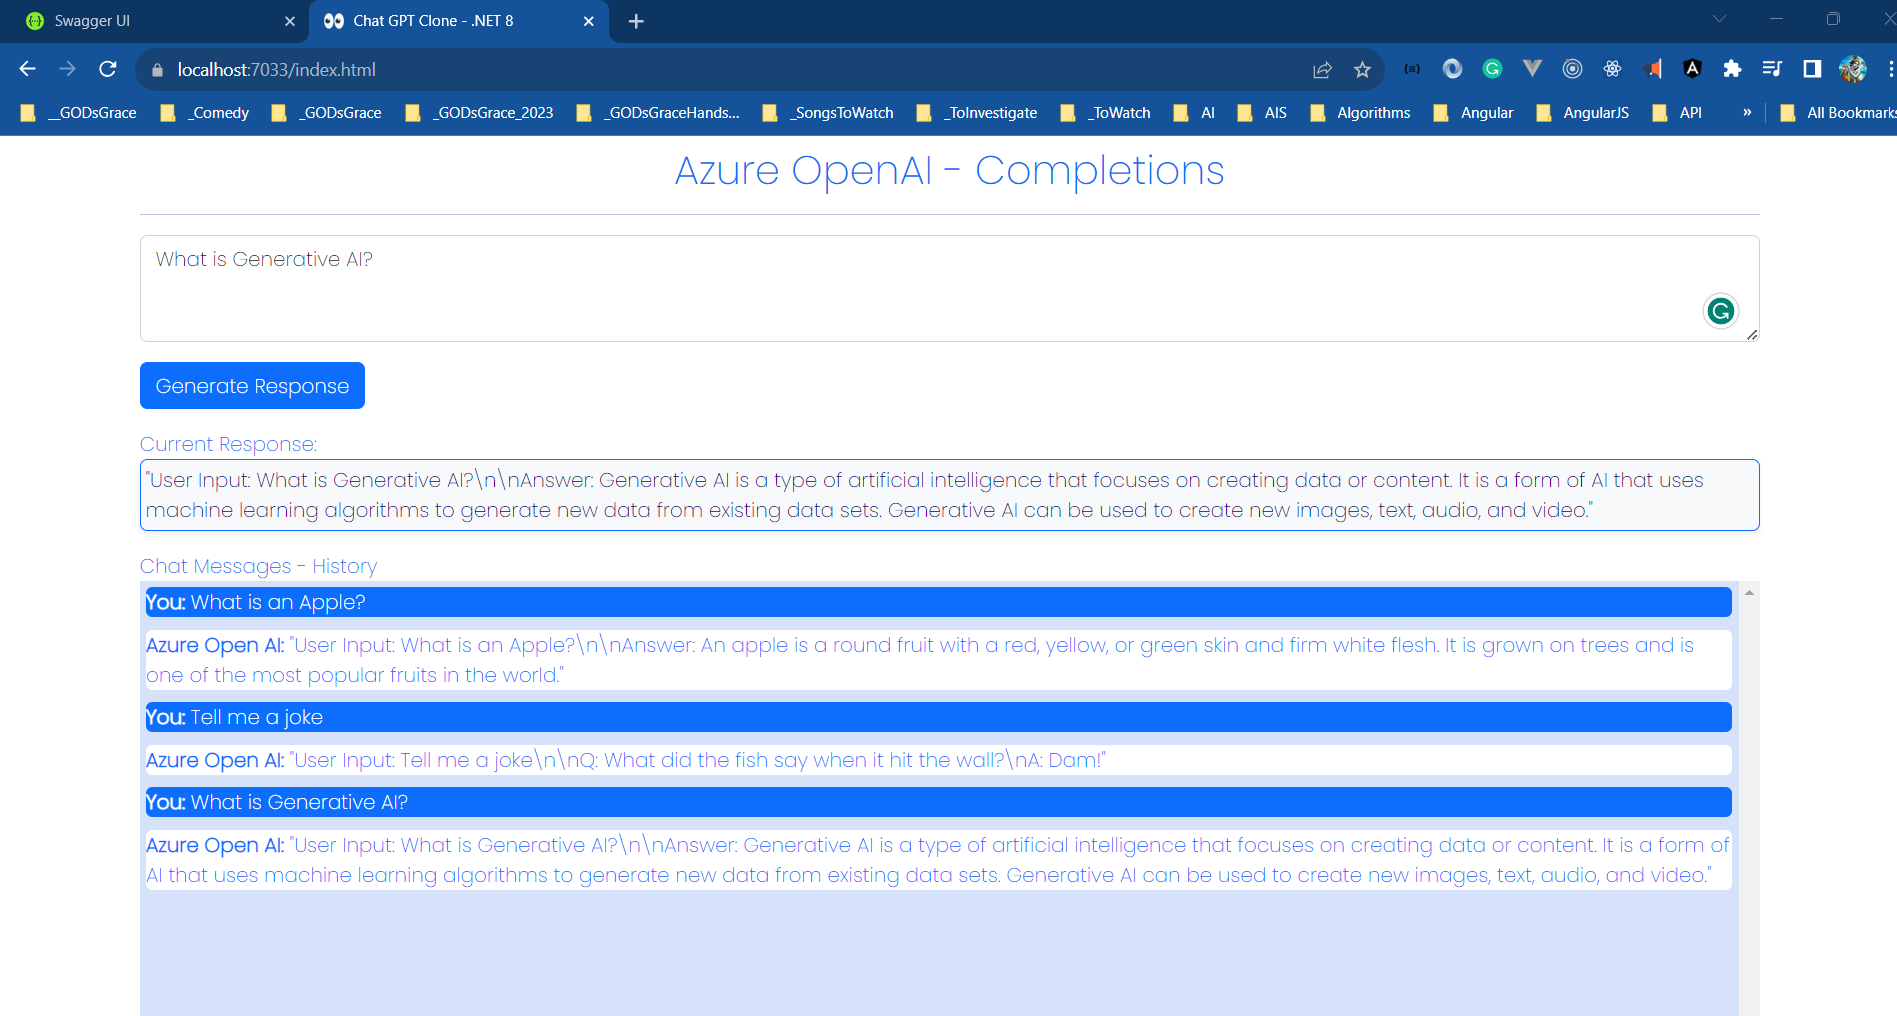 Swagger UI
Chat GPT Clone - .NET 8
localhost:7033/index.html
__GODsGrace _Comedy _GODsGrace _GODsGrace_2023 _GODsGraceHands... _SongsToWatch _ToInvestigate _ToWatch AI AIS Algorithms Angular AngularJS API » All Bookmarks
Azure OpenAI - Completions
What is Generative AI?
Generate Response
Current Response:
"User Input: What is Generative AI?\n\nAnswer: Generative AI is a type of artificial intelligence that focuses on creating data or content. It is a form of AI that uses
machine learning algorithms to generate new data from existing data sets. Generative AI can be used to create new images, text, audio, and video."
Chat Messages - History
You: What is an Apple?
Azure Open AI: "User Input: What is an Apple?\n\nAnswer: An apple is a round fruit with a red, yellow, or green skin and firm white flesh. It is grown on trees and is
one of the most popular fruits in the world."
You: Tell me a joke
Azure Open AI: "User Input: Tell me a joke\n\nQ: What did the fish say when it hit the wall?\nA: Dam!"
You: What is Generative AI?
Azure Open AI: "User Input: What is Generative AI?\n\nAnswer: Generative AI is a type of artificial intelligence that focuses on creating data or content. It is a form of
AI that uses machine learning algorithms to generate new data from existing data sets. Generative AI can be used to create new images, text, audio, and video."